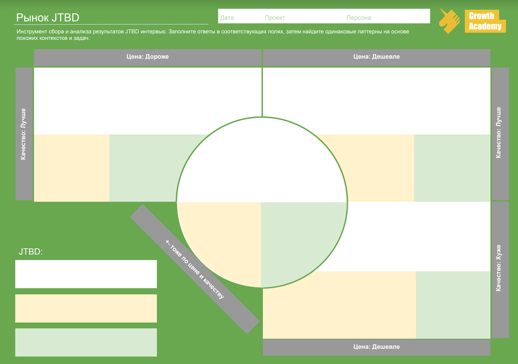 Рынок JTBD
Дата Проект Персона
Growth
Academy
Инструмент сбора и анализа результатов JTBD интервью. Заполните ответы в соответствующих полях, затем найдите одинаковые паттерны на основе
похожих контекстов и задач.
Цена: Дороже
Цена: Дешевле
Качество: Лучше
Качество: Лучше
+- тоже по цене и качеству
Качество: Хуже
JTBD:
Цена: Дешевле